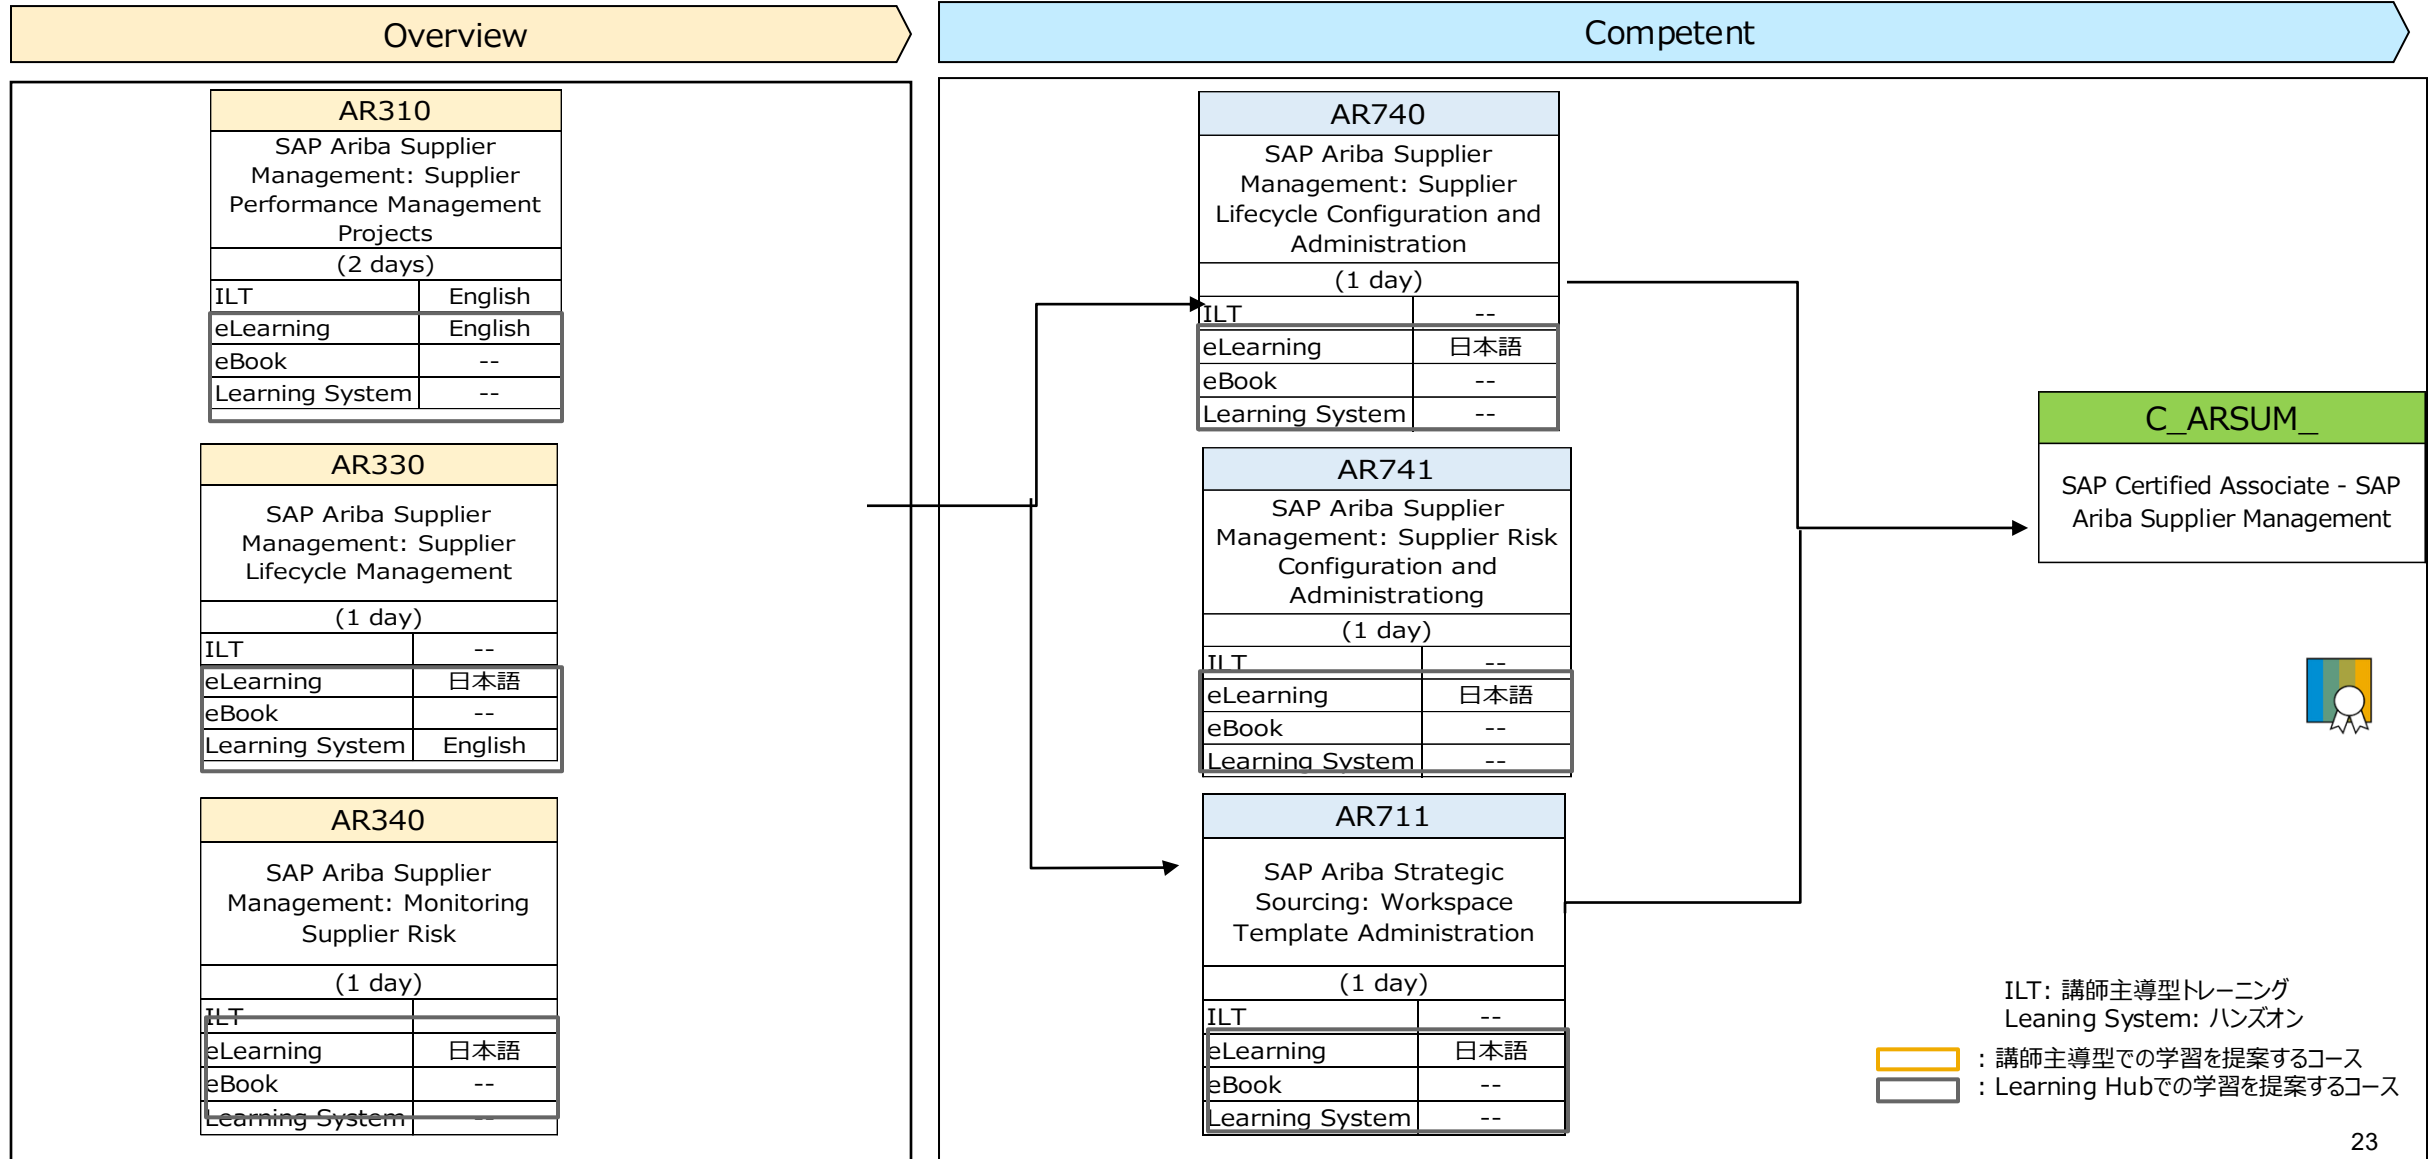 Overview
Competent
AR310
SAP Ariba Supplier
Management: Supplier
Performance Management
Projects
(2 days)
ILT English
eLearning English
eBook --
Learning System --
AR330
SAP Ariba Supplier
Management: Supplier
Lifecycle Management
(1 day)
ILT --
eLearning 日本語
eBook --
Learning System English
AR340
SAP Ariba Supplier
Management: Monitoring
Supplier Risk
(1 day)
ILT
eLearning 日本語
eBook --
Learning System --
AR740
SAP Ariba Supplier
Management: Supplier
Lifecycle Configuration and
Administration
(1 day)
ILT --
eLearning 日本語
eBook --
Learning System --
AR741
SAP Ariba Supplier
Management: Supplier Risk
Configuration and
Administrationg
(1 day)
ILT --
eLearning 日本語
eBook --
Learning System --
AR711
SAP Ariba Strategic
Sourcing: Workspace
Template Administration
(1 day)
ILT --
eLearning 日本語
eBook --
Learning System --
C_ARSUM_
SAP Certified Associate - SAP
Ariba Supplier Management
ILT: 講師主導型トレーニング
Leaning System: ハンズオン
: 講師主導型での学習を提案するコース
: Learning Hubでの学習を提案するコース
23